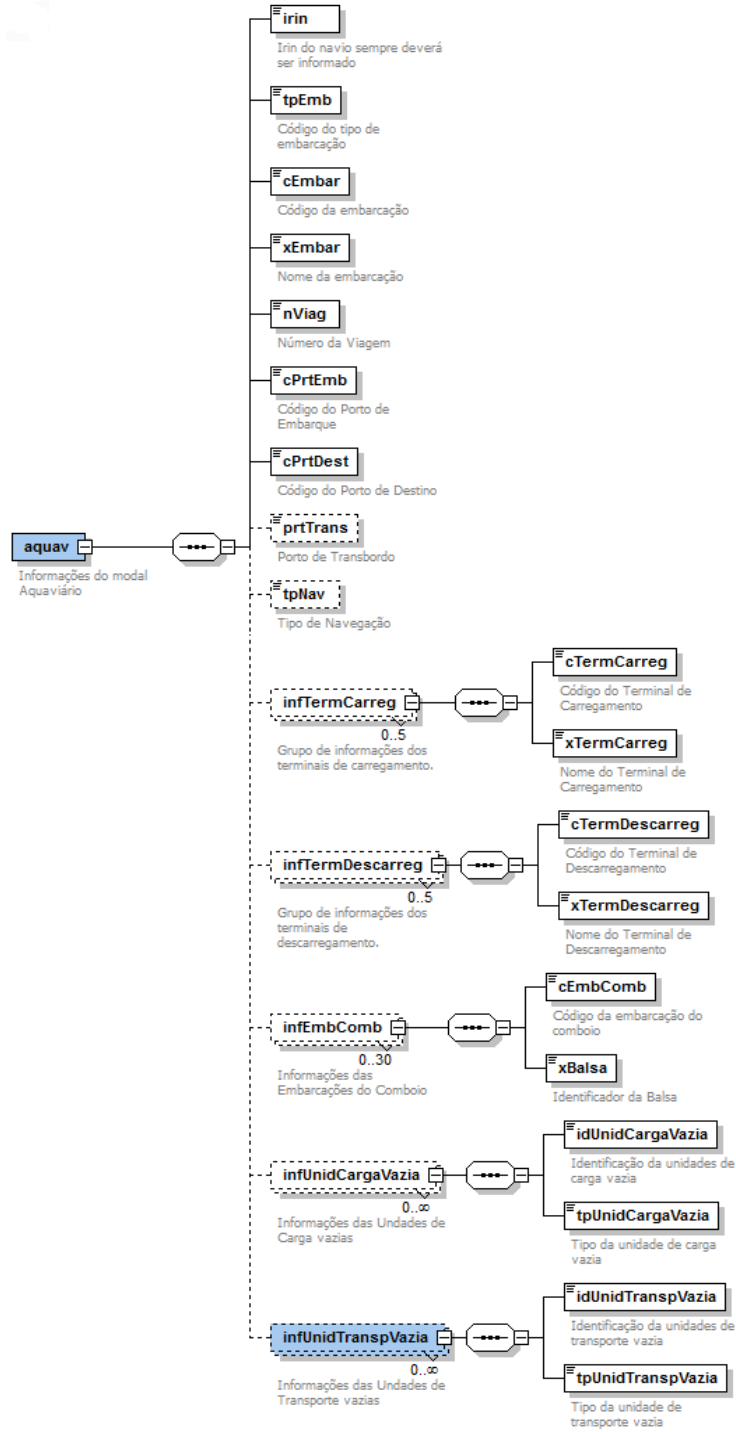 irin
Irin do navio sempre deverá
ser informado
tpEmb
Código do tipo de
embarcação
cEmbar
Código da embarcação
xEmbar
Nome da embarcação
nViag
Número da Viagem
cPrtEmb
Código do Porto de
Embarque
cPrtDest
Código do Porto de Destino
aquav
Informações do modal
Aquaviário
prtTrans
Porto de Transbordo
tpNav
Tipo de Navegação
infTermCarreg
0..5
Grupo de informações dos
terminais de carregamento.
cTermCarreg
Código do Terminal de
Carregamento
xTermCarreg
Nome do Terminal de
Carregamento
infTermDescarreg
0..5
Grupo de informações dos
terminais de
descarregamento.
cTermDescarreg
Código do Terminal de
Descarregamento
xTermDescarreg
Nome do Terminal de
Descarregamento
infEmbComb
0..30
Informações das
Embarcações do Comboio
cEmbComb
Código da embarcação do
comboio
xBalsa
Identificador da Balsa
infUnidCargaVazia
0..∞
Informações das Undades de
Carga vazias
idUnidCargaVazia
Identificação da unidades de
carga vazia
tpUnidCargaVazia
Tipo da unidade de carga
vazia
infUnidTranspVazia
0..∞
Informações das Undades de
Transporte vazias
idUnidTranspVazia
Identificação da unidades de
transporte vazia
tpUnidTranspVazia
Tipo da unidade de
transporte vazia